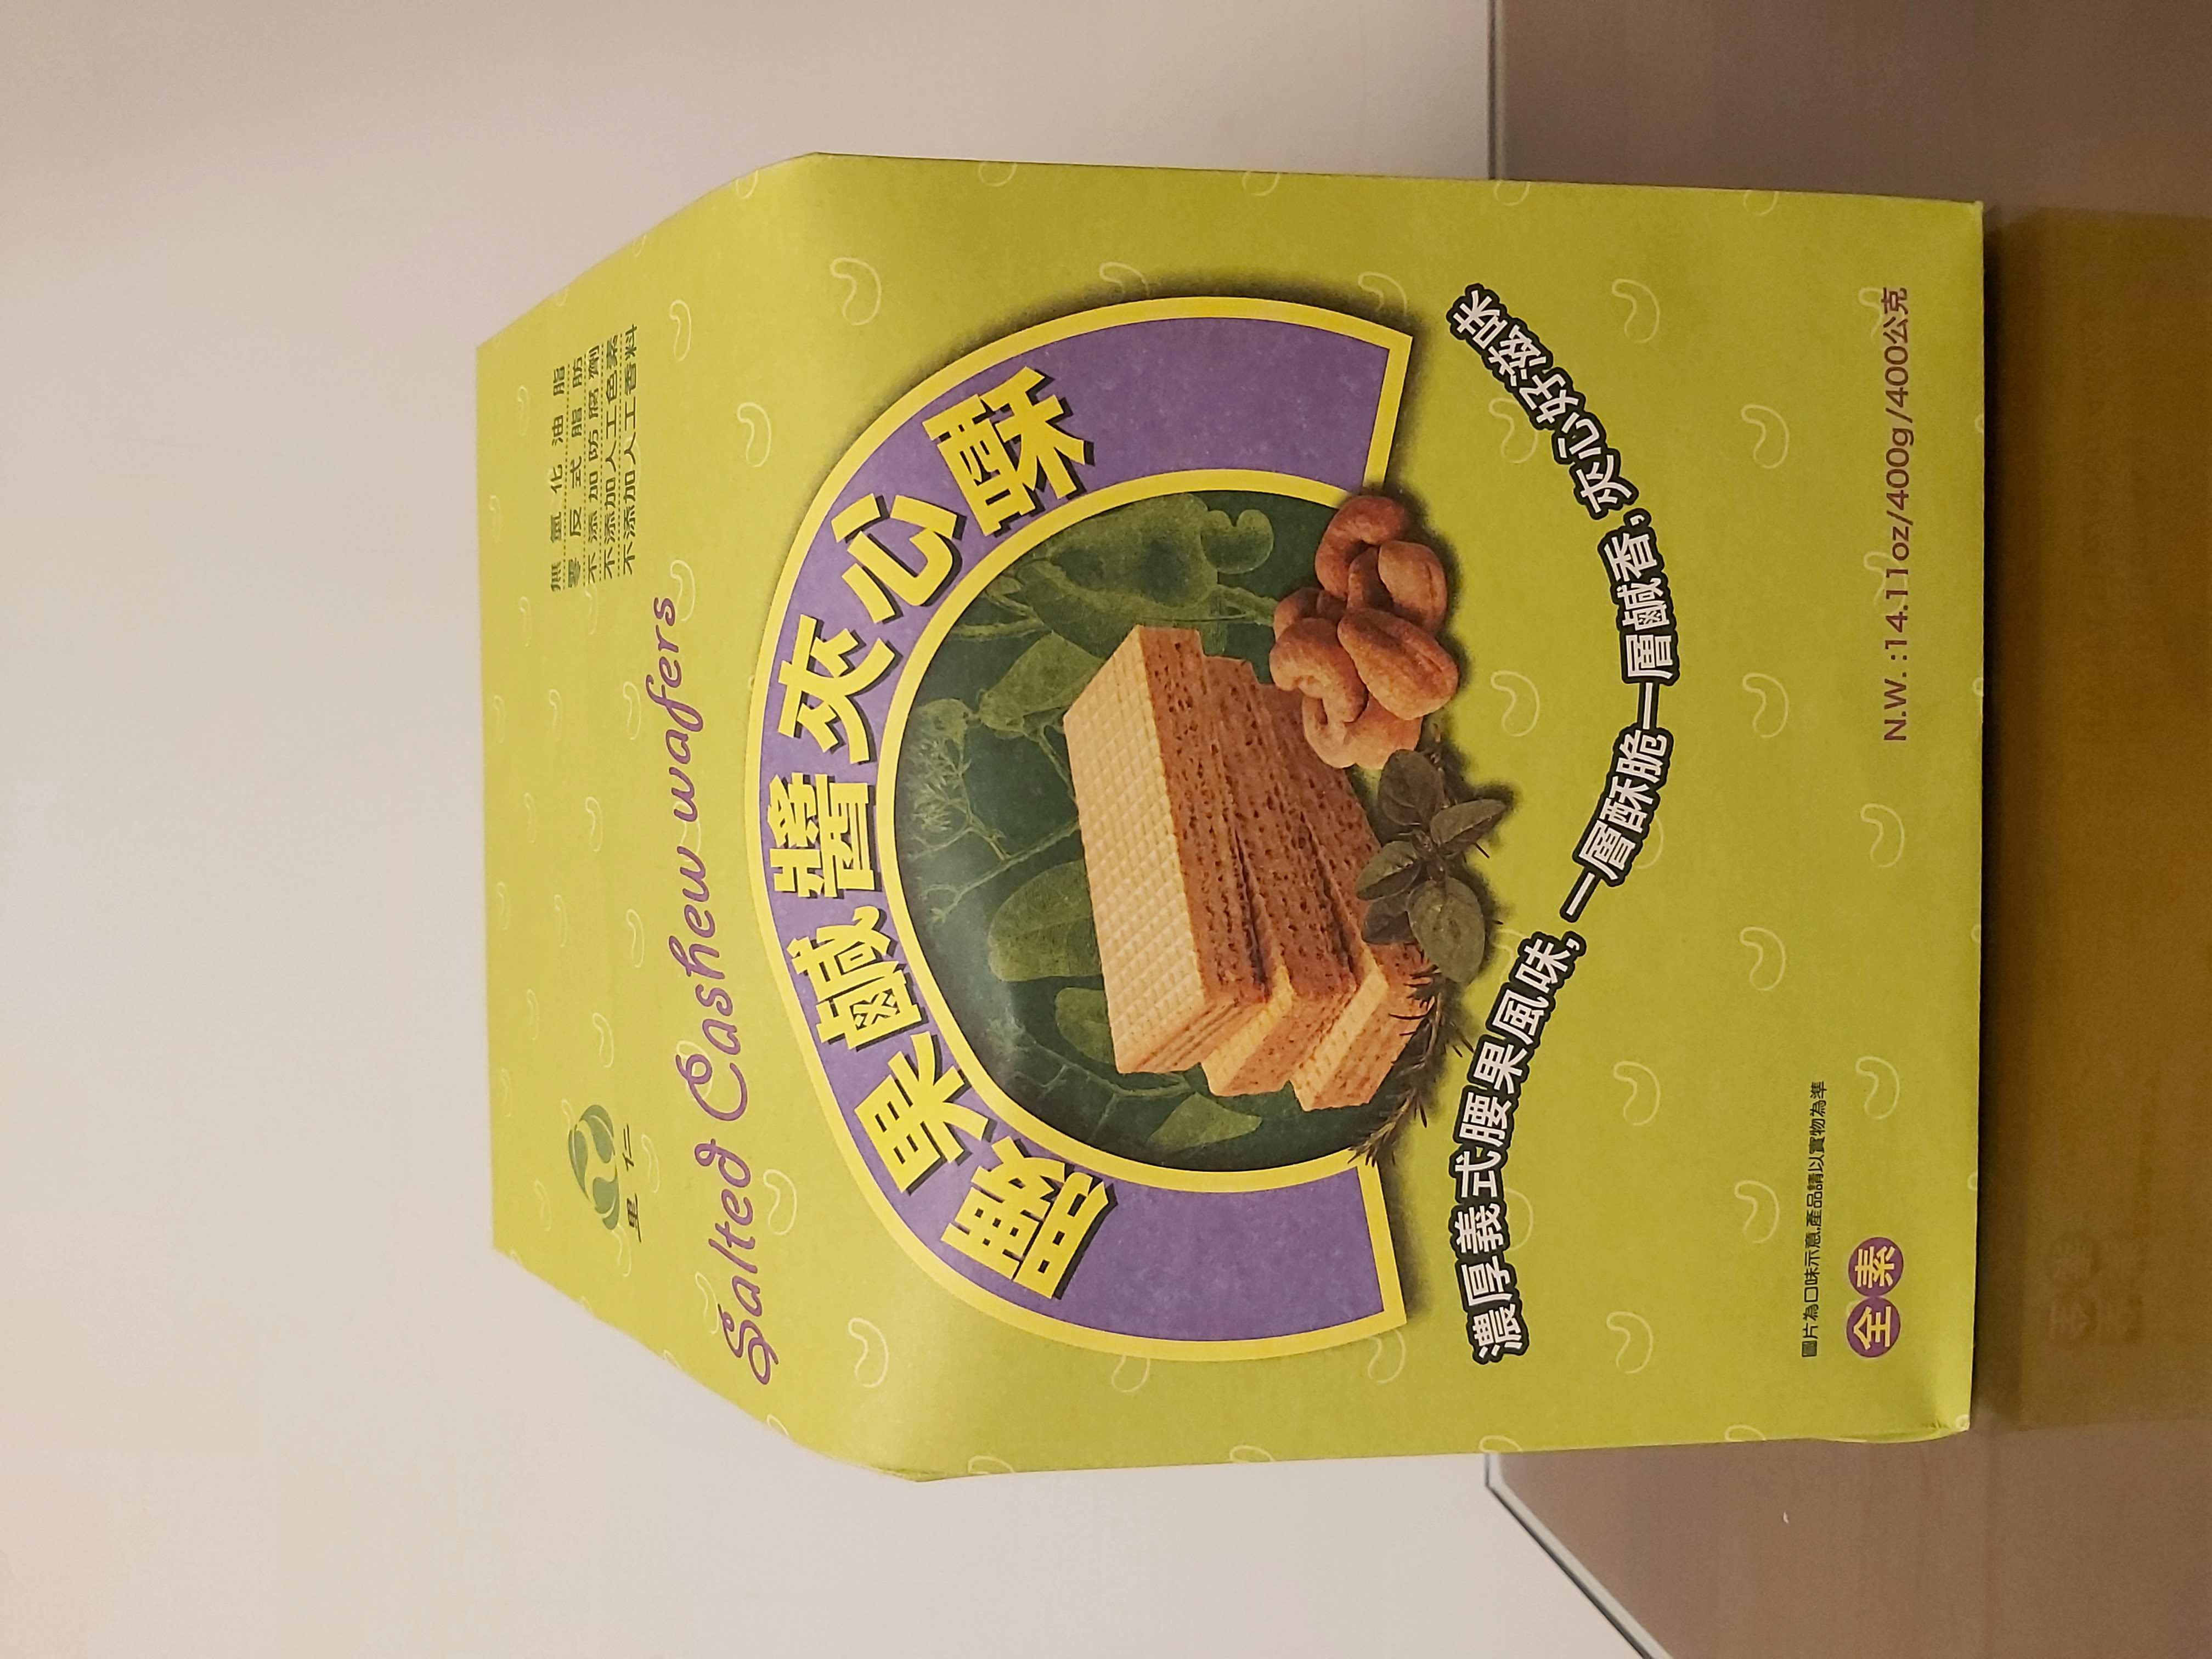 里仁
無氫化油脂
零反式脂肪
不添加防腐劑
不添加人工色素
不添加人工香料
Salted Cashew wafers
鹽果鹹醬夾心酥
濃厚義式腰果風味，一層酥脆一層鹹香，夾心好滋味
圖片為口味示意,產品請以實物為準
全素
N.W.:14.11oz/400g/400公克